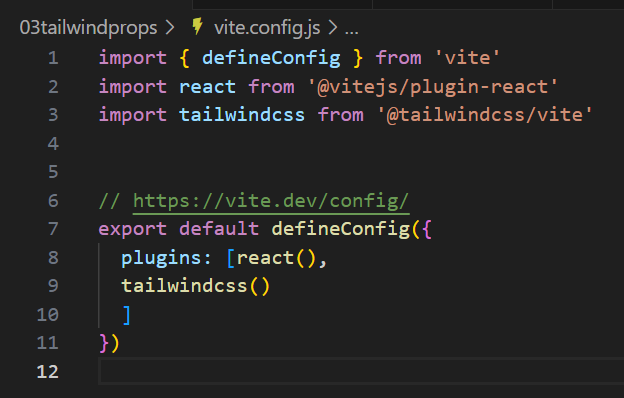 03tailwindprops > vite.config.js > ...
1 import { defineConfig } from 'vite'
2 import react from '@vitejs/plugin-react'
3 import tailwindcss from '@tailwindcss/vite'
4
5
6 // https://vite.dev/config/
7 export default defineConfig({
8   plugins: [react(),
9   tailwindcss()
10   ]
11 })
12